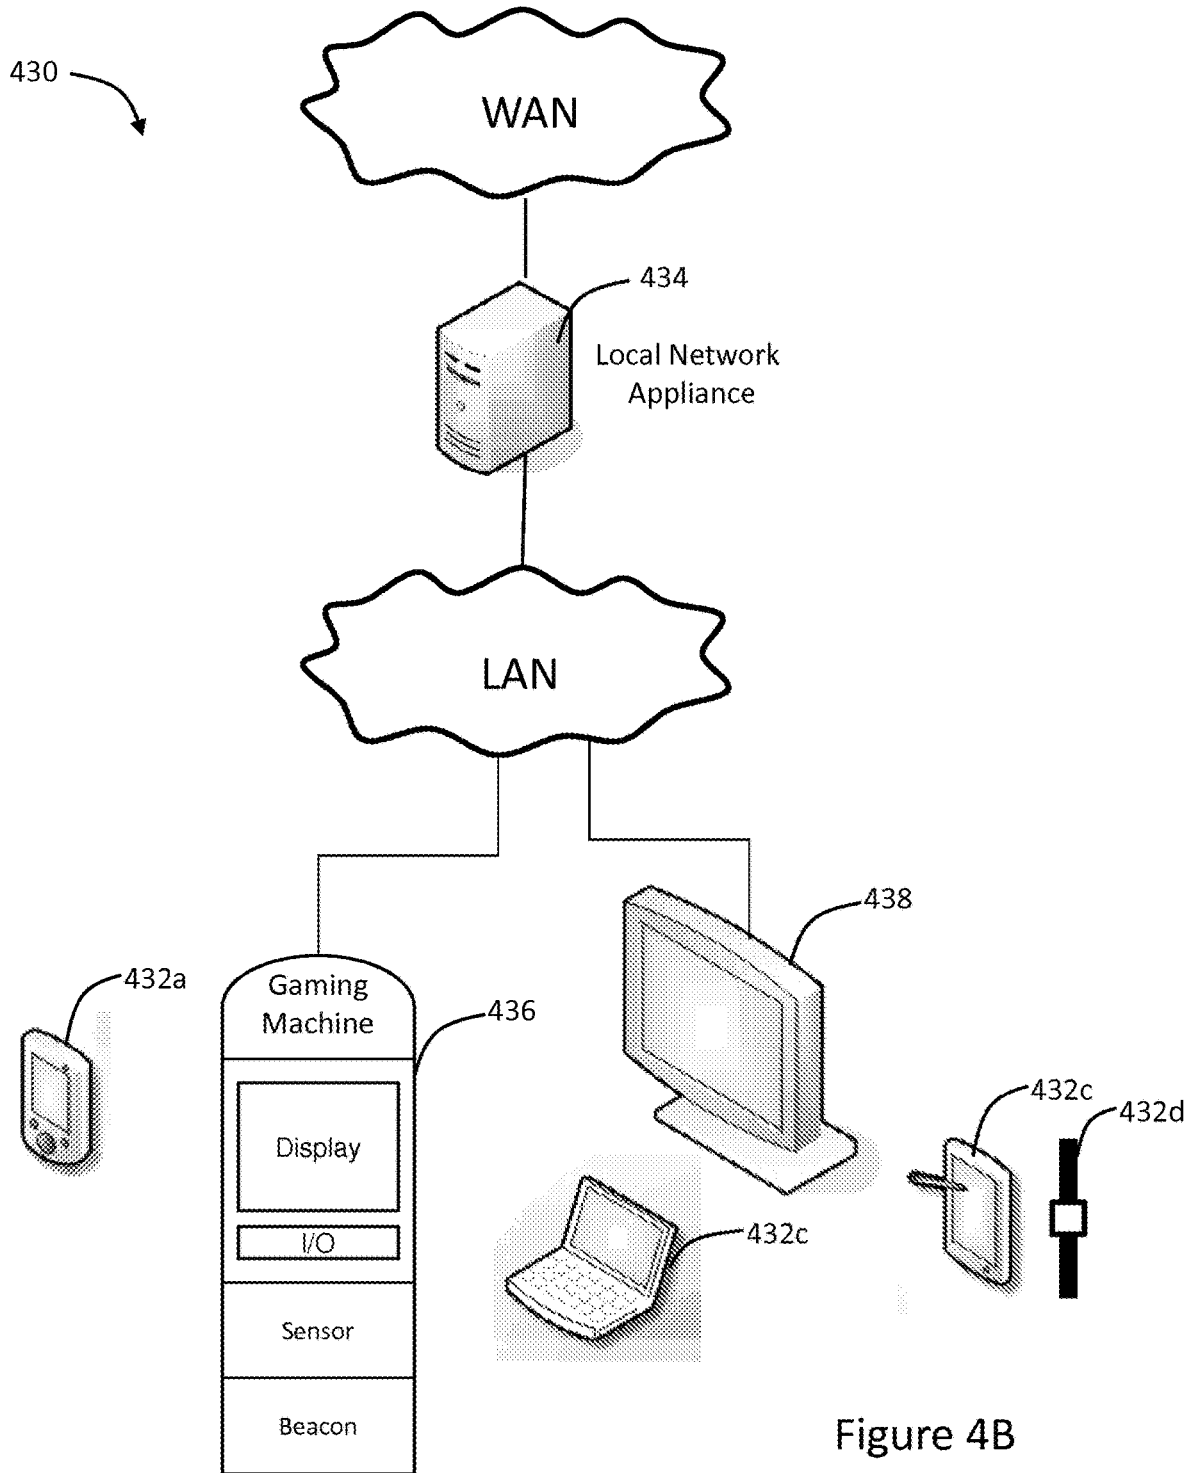 WAN
430
434
Local Network
Appliance
LAN
438
432a
Gaming
Machine
436
432c
432d
Display
432c
I/O
Sensor
Beacon
Figure 4B